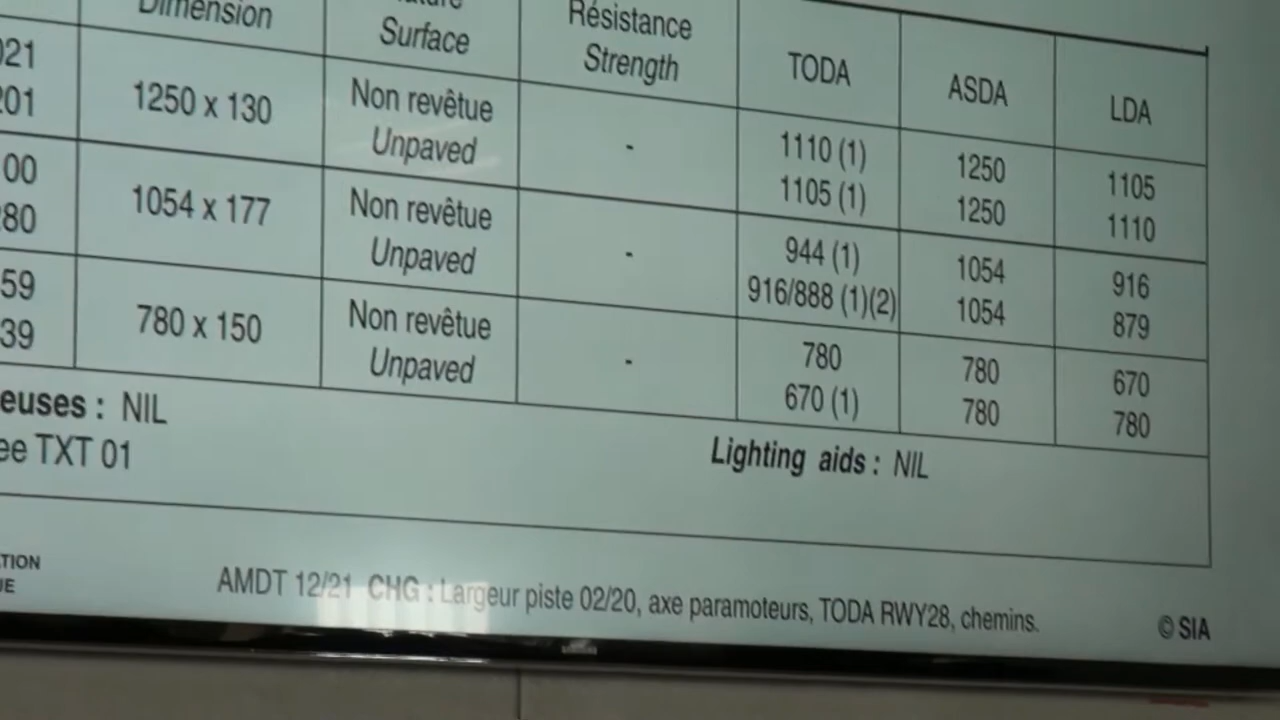 Dimension
Surface
Résistance
Strength
TODA
ASDA
LDA
021
201
1250 x 130
Non revêtue
Unpaved
-
1110 (1)
1105 (1)
1250
1250
1105
1110
00
280
1054 x 177
Non revêtue
Unpaved
-
944 (1)
916/888 (1)(2)
1054
1054
916
879
59
39
780 x 150
Non revêtue
Unpaved
-
780
670 (1)
780
780
670
780
euses : NIL
ee TXT 01
Lighting aids : NIL
TION
UE
AMDT 12/21 CHG : Largeur piste 02/20, axe paramoteurs, TODA RWY28, chemins.
© SIA